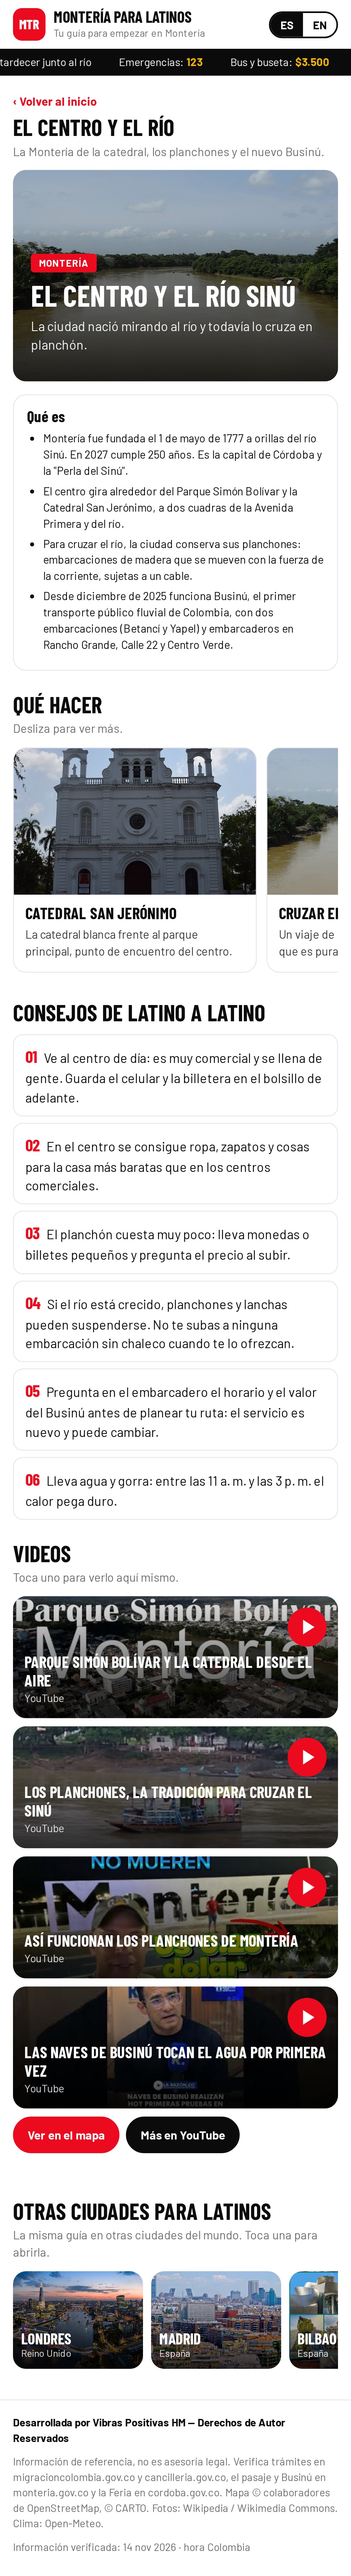 MTR
MONTERÍA PARA LATINOS
Tu guía para empezar en Montería
ES EN
tardecer junto al río Emergencias: 123 Bus y buseta: $3.500
‹ Volver al inicio
EL CENTRO Y EL RÍO
La Montería de la catedral, los planchones y el nuevo Businú.
MONTERÍA
EL CENTRO Y EL RÍO SINÚ
La ciudad nació mirando al río y todavía lo cruza en
planchón.
Qué es
• Montería fue fundada el 1 de mayo de 1777 a orillas del río
Sinú. En 2027 cumple 250 años. Es la capital de Córdoba y
la "Perla del Sinú".
• El centro gira alrededor del Parque Simón Bolívar y la
Catedral San Jerónimo, a dos cuadras de la Avenida
Primera y del río.
• Para cruzar el río, la ciudad conserva sus planchones:
embarcaciones de madera que se mueven con la fuerza de
la corriente, sujetas a un cable.
• Desde diciembre de 2025 funciona Businú, el primer
transporte público fluvial de Colombia, con dos
embarcaciones (Betancí y Yapel) y embarcaderos en
Rancho Grande, Calle 22 y Centro Verde.
QUÉ HACER
Desliza para ver más.
CATEDRAL SAN JERÓNIMO
La catedral blanca frente al parque
principal, punto de encuentro del centro.
CRUZAR E
Un viaje de
que es pura
CONSEJOS DE LATINO A LATINO
01 Ve al centro de día: es muy comercial y se llena de
gente. Guarda el celular y la billetera en el bolsillo de
adelante.
02 En el centro se consigue ropa, zapatos y cosas
para la casa más baratas que en los centros
comerciales.
03 El planchón cuesta muy poco: lleva monedas o
billetes pequeños y pregunta el precio al subir.
04 Si el río está crecido, planchones y lanchas
pueden suspenderse. No te subas a ninguna
embarcación sin chaleco cuando te lo ofrezcan.
05 Pregunta en el embarcadero el horario y el valor
del Businú antes de planear tu ruta: el servicio es
nuevo y puede cambiar.
06 Lleva agua y gorra: entre las 11 a. m. y las 3 p. m. el
calor pega duro.
VIDEOS
Toca uno para verlo aquí mismo.
Parque Simón Bolívar
Montería
PARQUE SIMÓN BOLÍVAR Y LA CATEDRAL DESDE EL
AIRE
YouTube
LOS PLANCHONES, LA TRADICIÓN PARA CRUZAR EL
SINÚ
YouTube
NO MUEREN
Montería
dolar
ASÍ FUNCIONAN LOS PLANCHONES DE MONTERÍA
YouTube
LAS NAVES DE BUSINÚ TOCAN EL AGUA POR PRIMERA
VEZ
YouTube
NAVES DE BUSINÚ REALIZAN
HOY PRIMERAS PRUEBAS EN
Ver en el mapa
Más en YouTube
OTRAS CIUDADES PARA LATINOS
La misma guía en otras ciudades del mundo. Toca una para
abrirla.
LONDRES
Reino Unido
MADRID
España
BILBAO
España
Desarrollada por Vibras Positivas HM — Derechos de Autor
Reservados
Información de referencia, no es asesoría legal. Verifica trámites en
migracioncolombia.gov.co y cancilleria.gov.co, el pasaje y Businú en
monteria.gov.co y la Feria en cordoba.gov.co. Mapa © colaboradores
de OpenStreetMap, © CARTO. Fotos: Wikipedia / Wikimedia Commons.
Clima: Open-Meteo.
Información verificada: 14 nov 2026 · hora Colombia